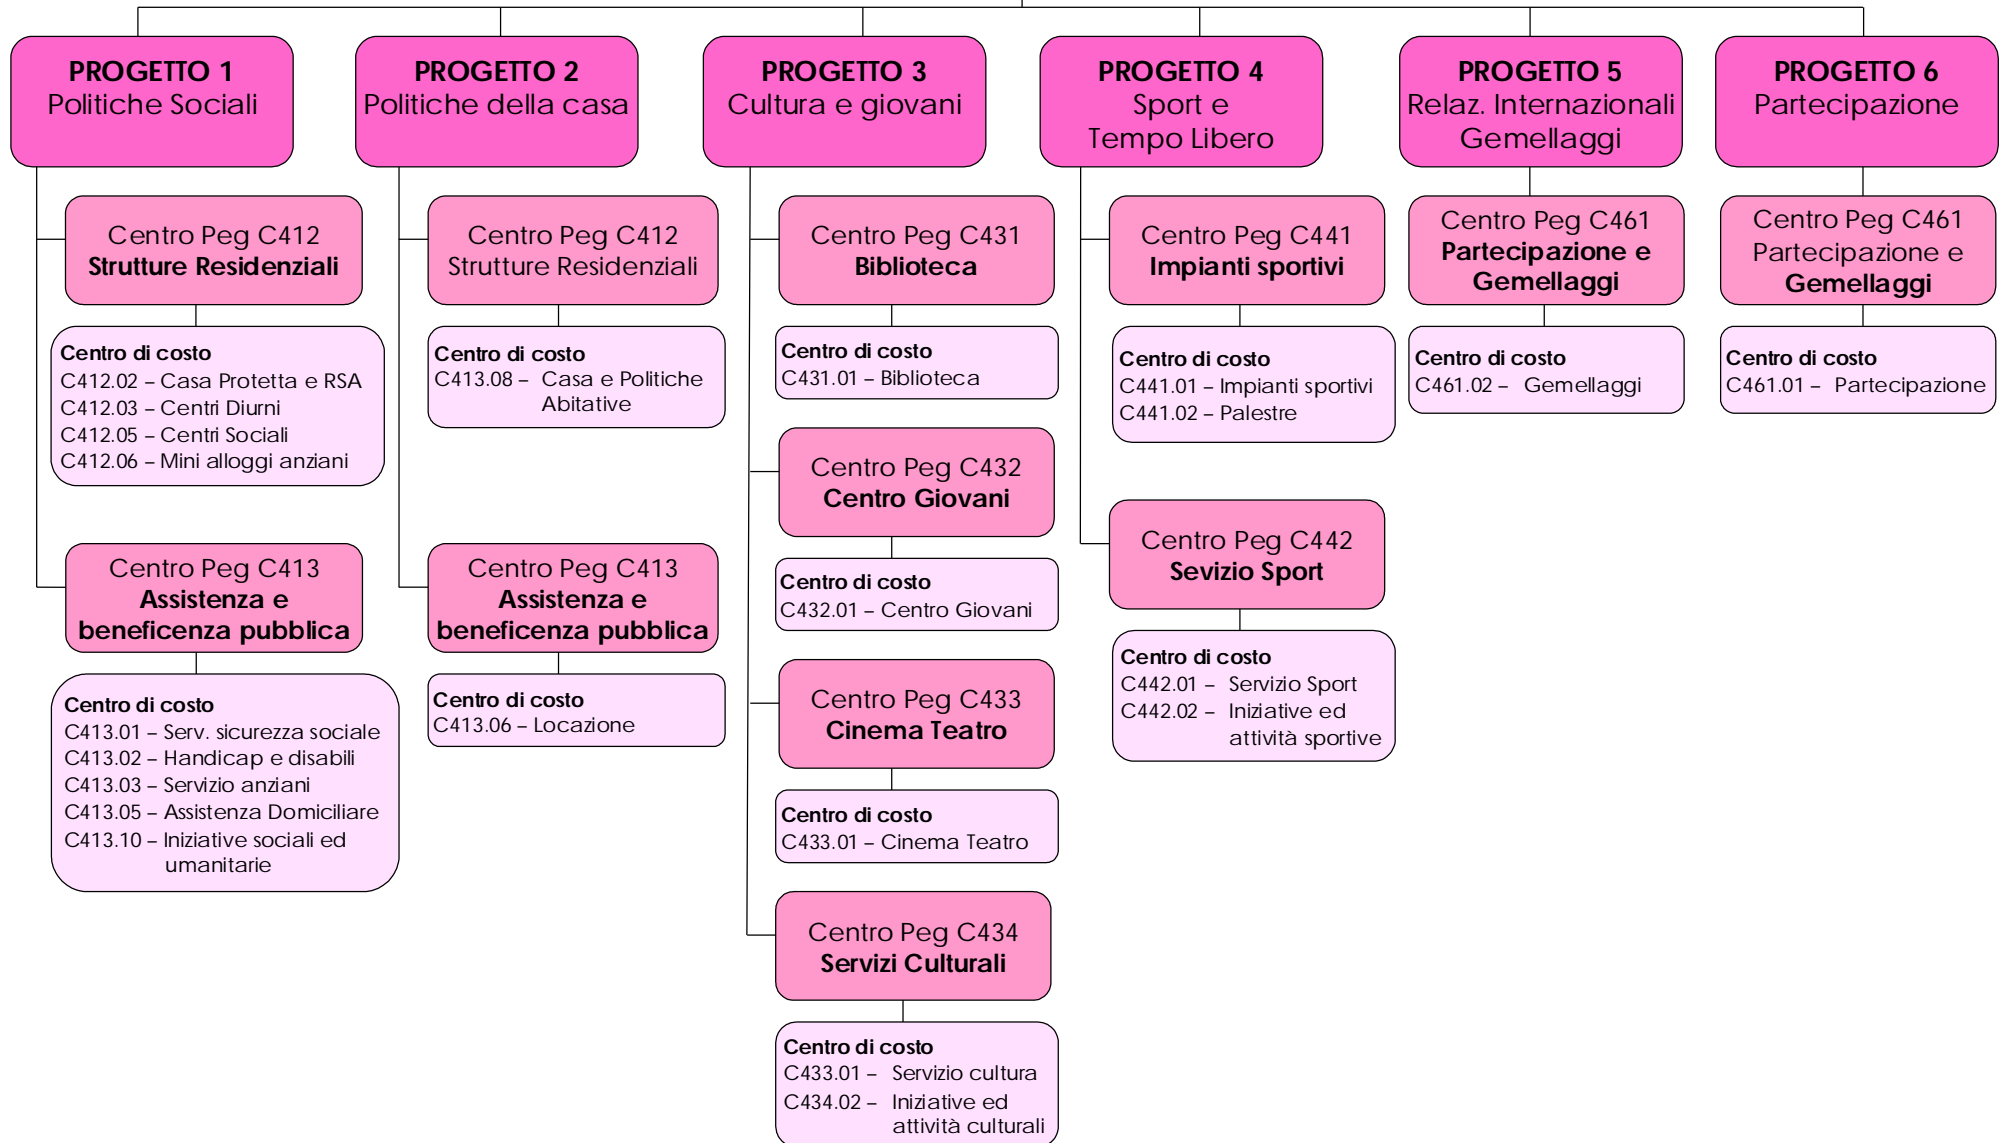 PROGETTO 1
Politiche Sociali
Centro Peg C412
Strutture Residenziali
Centro di costo
C412.02 – Casa Protetta e RSA
C412.03 – Centri Diurni
C412.05 – Centri Sociali
C412.06 – Mini alloggi anziani
Centro Peg C413
Assistenza e
beneficenza pubblica
Centro di costo
C413.01 – Serv. sicurezza sociale
C413.02 – Handicap e disabili
C413.03 – Servizio anziani
C413.05 – Assistenza Domiciliare
C413.10 – Iniziative sociali ed
umanitarie
PROGETTO 2
Politiche della casa
Centro Peg C412
Strutture Residenziali
Centro di costo
C413.08 – Casa e Politiche
Abitative
Centro Peg C413
Assistenza e
beneficenza pubblica
Centro di costo
C413.06 – Locazione
PROGETTO 3
Cultura e giovani
Centro Peg C431
Biblioteca
Centro di costo
C431.01 – Biblioteca
Centro Peg C432
Centro Giovani
Centro di costo
C432.01 – Centro Giovani
Centro Peg C433
Cinema Teatro
Centro di costo
C433.01 – Cinema Teatro
Centro Peg C434
Servizi Culturali
Centro di costo
C433.01 – Servizio cultura
C434.02 – Iniziative ed
attività culturali
PROGETTO 4
Sport e
Tempo Libero
Centro Peg C441
Impianti sportivi
Centro di costo
C441.01 – Impianti sportivi
C441.02 – Palestre
Centro Peg C442
Sevizio Sport
Centro di costo
C442.01 – Servizio Sport
C442.02 – Iniziative ed
attività sportive
PROGETTO 5
Relaz. Internazionali
Gemellaggi
Centro Peg C461
Partecipazione e
Gemellaggi
Centro di costo
C461.02 – Gemellaggi
PROGETTO 6
Partecipazione
Centro Peg C461
Partecipazione e
Gemellaggi
Centro di costo
C461.01 – Partecipazione